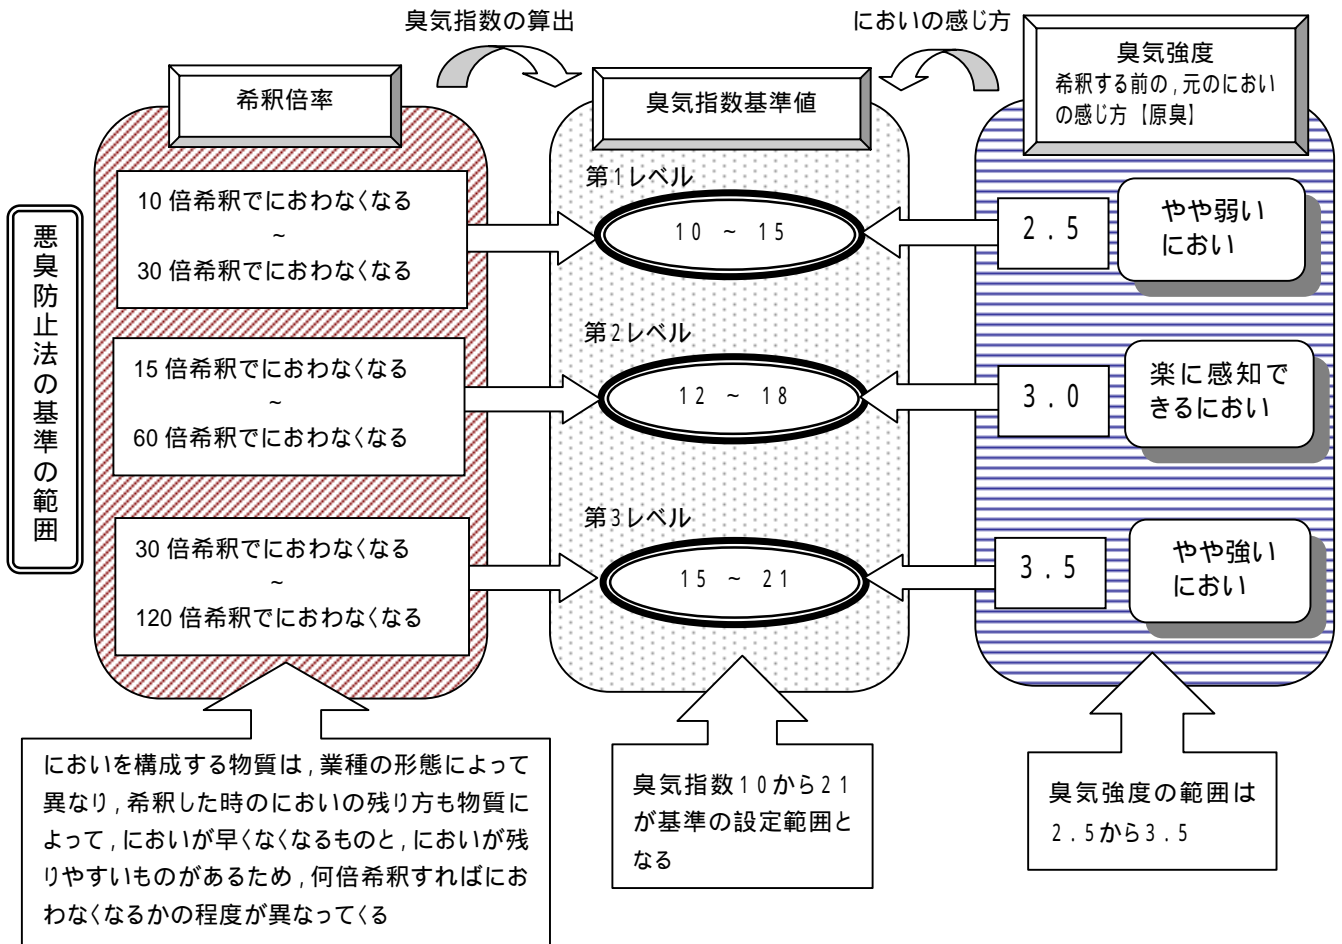 臭気指数の算出
においの感じ方
希釈倍率
臭気指数基準値
臭気強度
希釈する前の,元のにおい
の感じ方【原臭】
悪臭防止法の基準の範囲
10 倍希釈でにおわなくなる
~
30 倍希釈でにおわなくなる
第1レベル
10 ~ 15
2.5
やや弱い
におい
15 倍希釈でにおわなくなる
~
60 倍希釈でにおわなくなる
第2レベル
12 ~ 18
3.0
楽に感知で
きるにおい
30 倍希釈でにおわなくなる
~
120 倍希釈でにおわなくなる
第3レベル
15 ~ 21
3.5
やや強い
におい
においを構成する物質は,業種の形態によって
異なり,希釈した時のにおいの残り方も物質に
よって,においが早くなくなるものと,においが残
りやすいものがあるため,何倍希釈すればにお
わなくなるかの程度が異なってくる
臭気指数10から21
が基準の設定範囲と
なる
臭気強度の範囲は
2.5から3.5